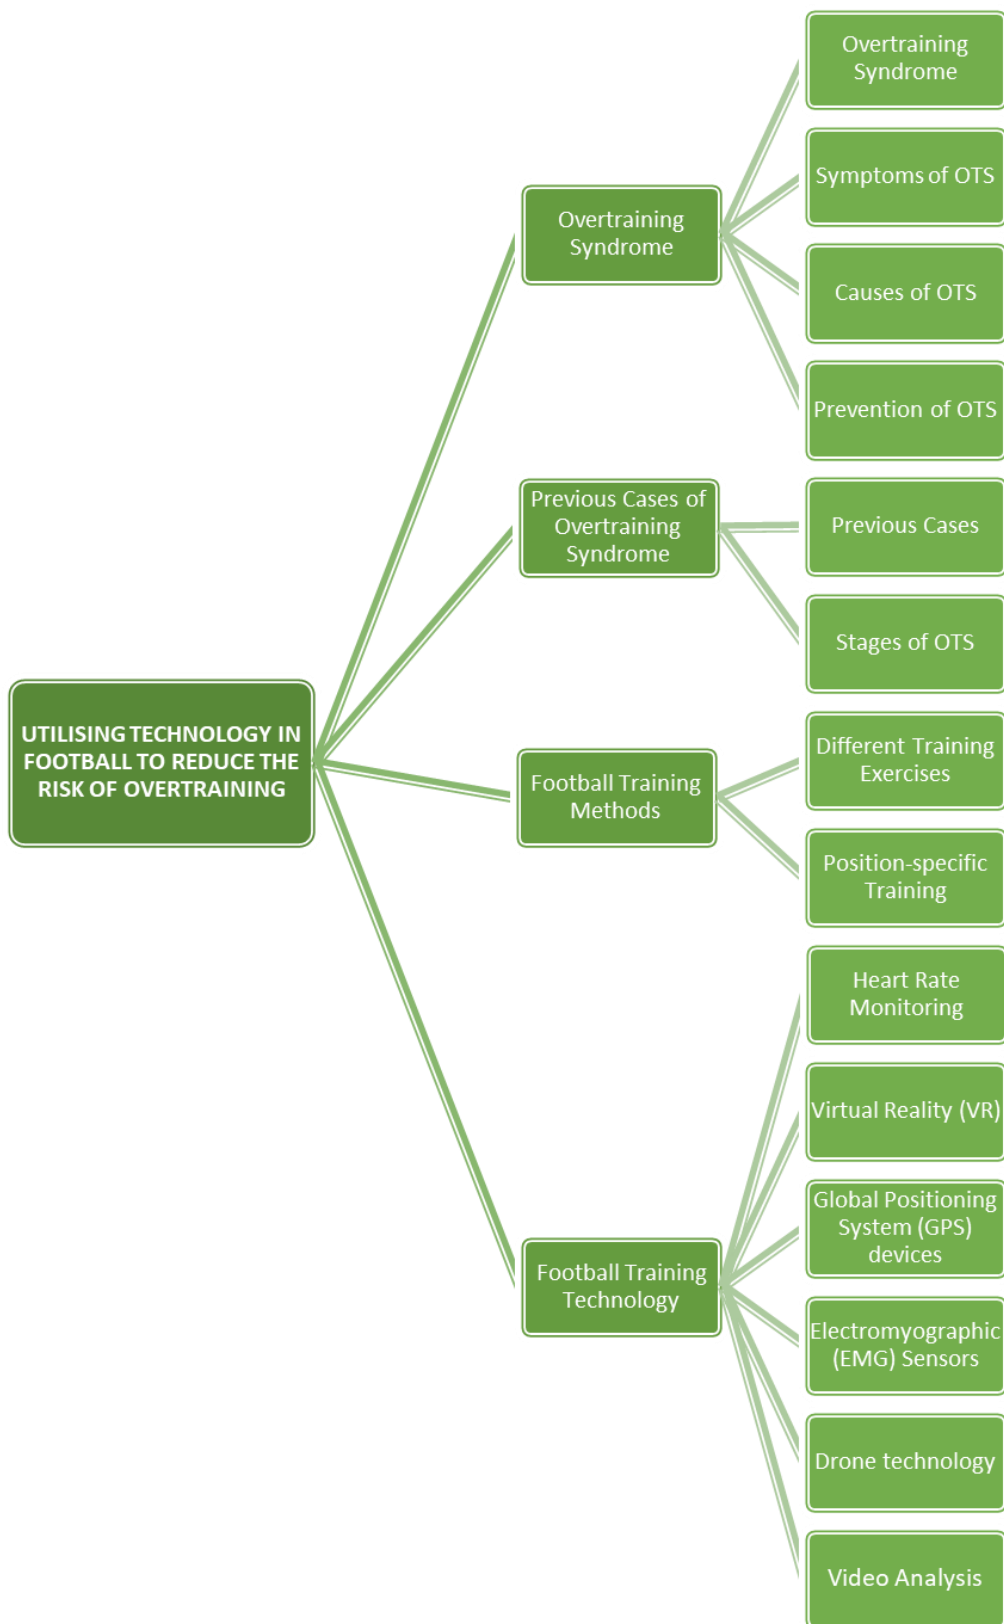 Overtraining
Syndrome
Symptoms of OTS
Overtraining
Syndrome
Causes of OTS
Prevention of OTS
Previous Cases of
Overtraining
Syndrome
Previous Cases
Stages of OTS
UTILISING TECHNOLOGY IN
FOOTBALL TO REDUCE THE
RISK OF OVERTRAINING
Football Training
Methods
Different Training
Exercises
Position-specific
Training
Heart Rate
Monitoring
Virtual Reality (VR)
Football Training
Technology
Global Positioning
System (GPS)
devices
Electromyographic
(EMG) Sensors
Drone technology
Video Analysis